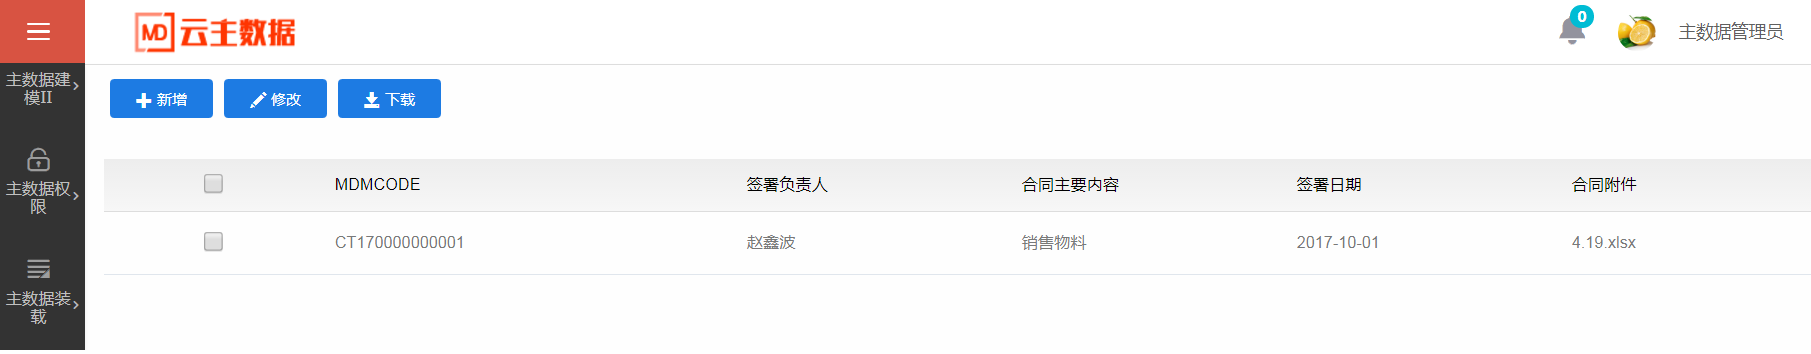 MD 云主数据
0
主数据管理员
主数据建
模II
主数据权
限
主数据装
载
新增 修改 下载
MDMCODE 签署负责人 合同主要内容 签署日期 合同附件
CT170000000001 赵鑫波 销售物料 2017-10-01 4.19.xlsx